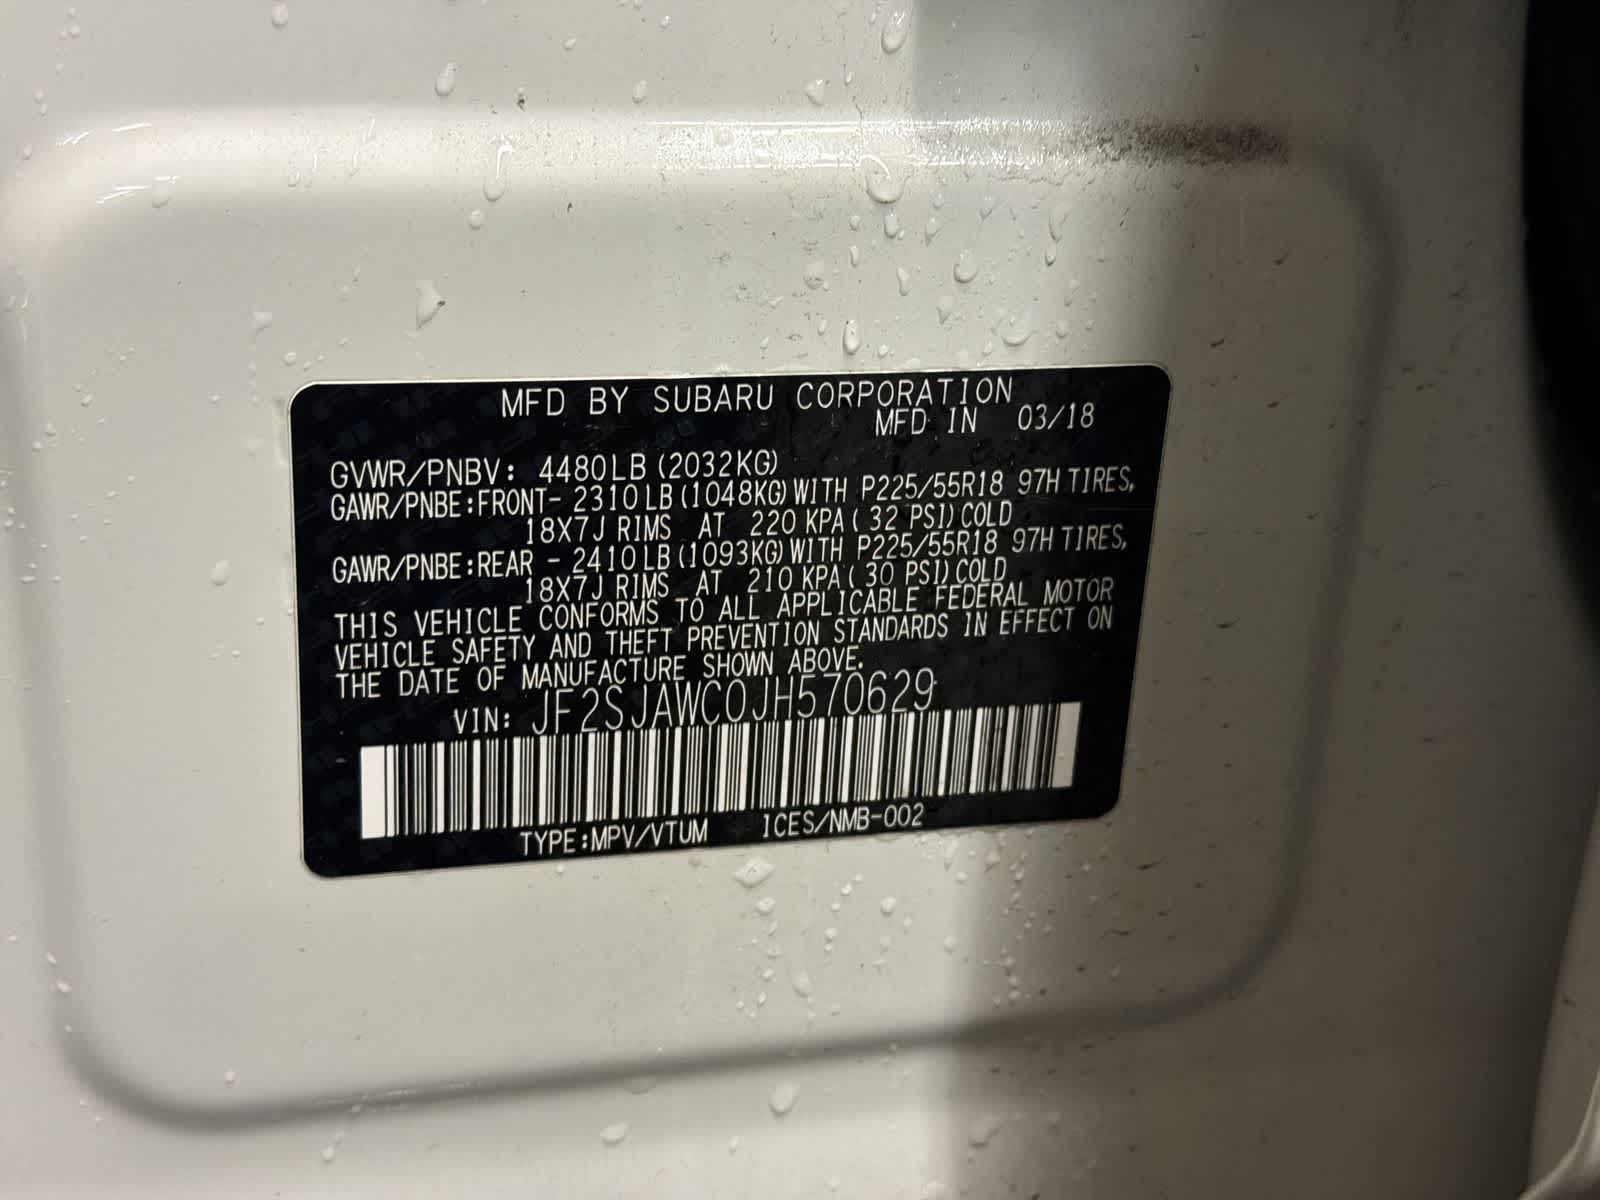 MFD BY SUBARU CORPORATION
MFD IN 03/18
GVWR/PNBV: 4480LB (2032KG)
GAWR/PNBE:FRONT- 2310LB (1048KG) WITH P225/55R18 97H TIRES,
18X7J RIMS AT 220 KPA( 32 PSI) COLD
GAWR/PNBE:REAR - 2410LB (1093KG) WITH P225/55R18 97H TIRES,
18X7J RIMS AT 210 KPA( 30 PSI) COLD
THIS VEHICLE CONFORMS TO ALL APPLICABLE FEDERAL MOTOR
VEHICLE SAFETY AND THEFT PREVENTION STANDARDS IN EFFECT ON
THE DATE OF MANUFACTURE SHOWN ABOVE.
VIN: JF2SJAWC0JH570629
TYPE:MPV/VTUM ICES/NMB-002